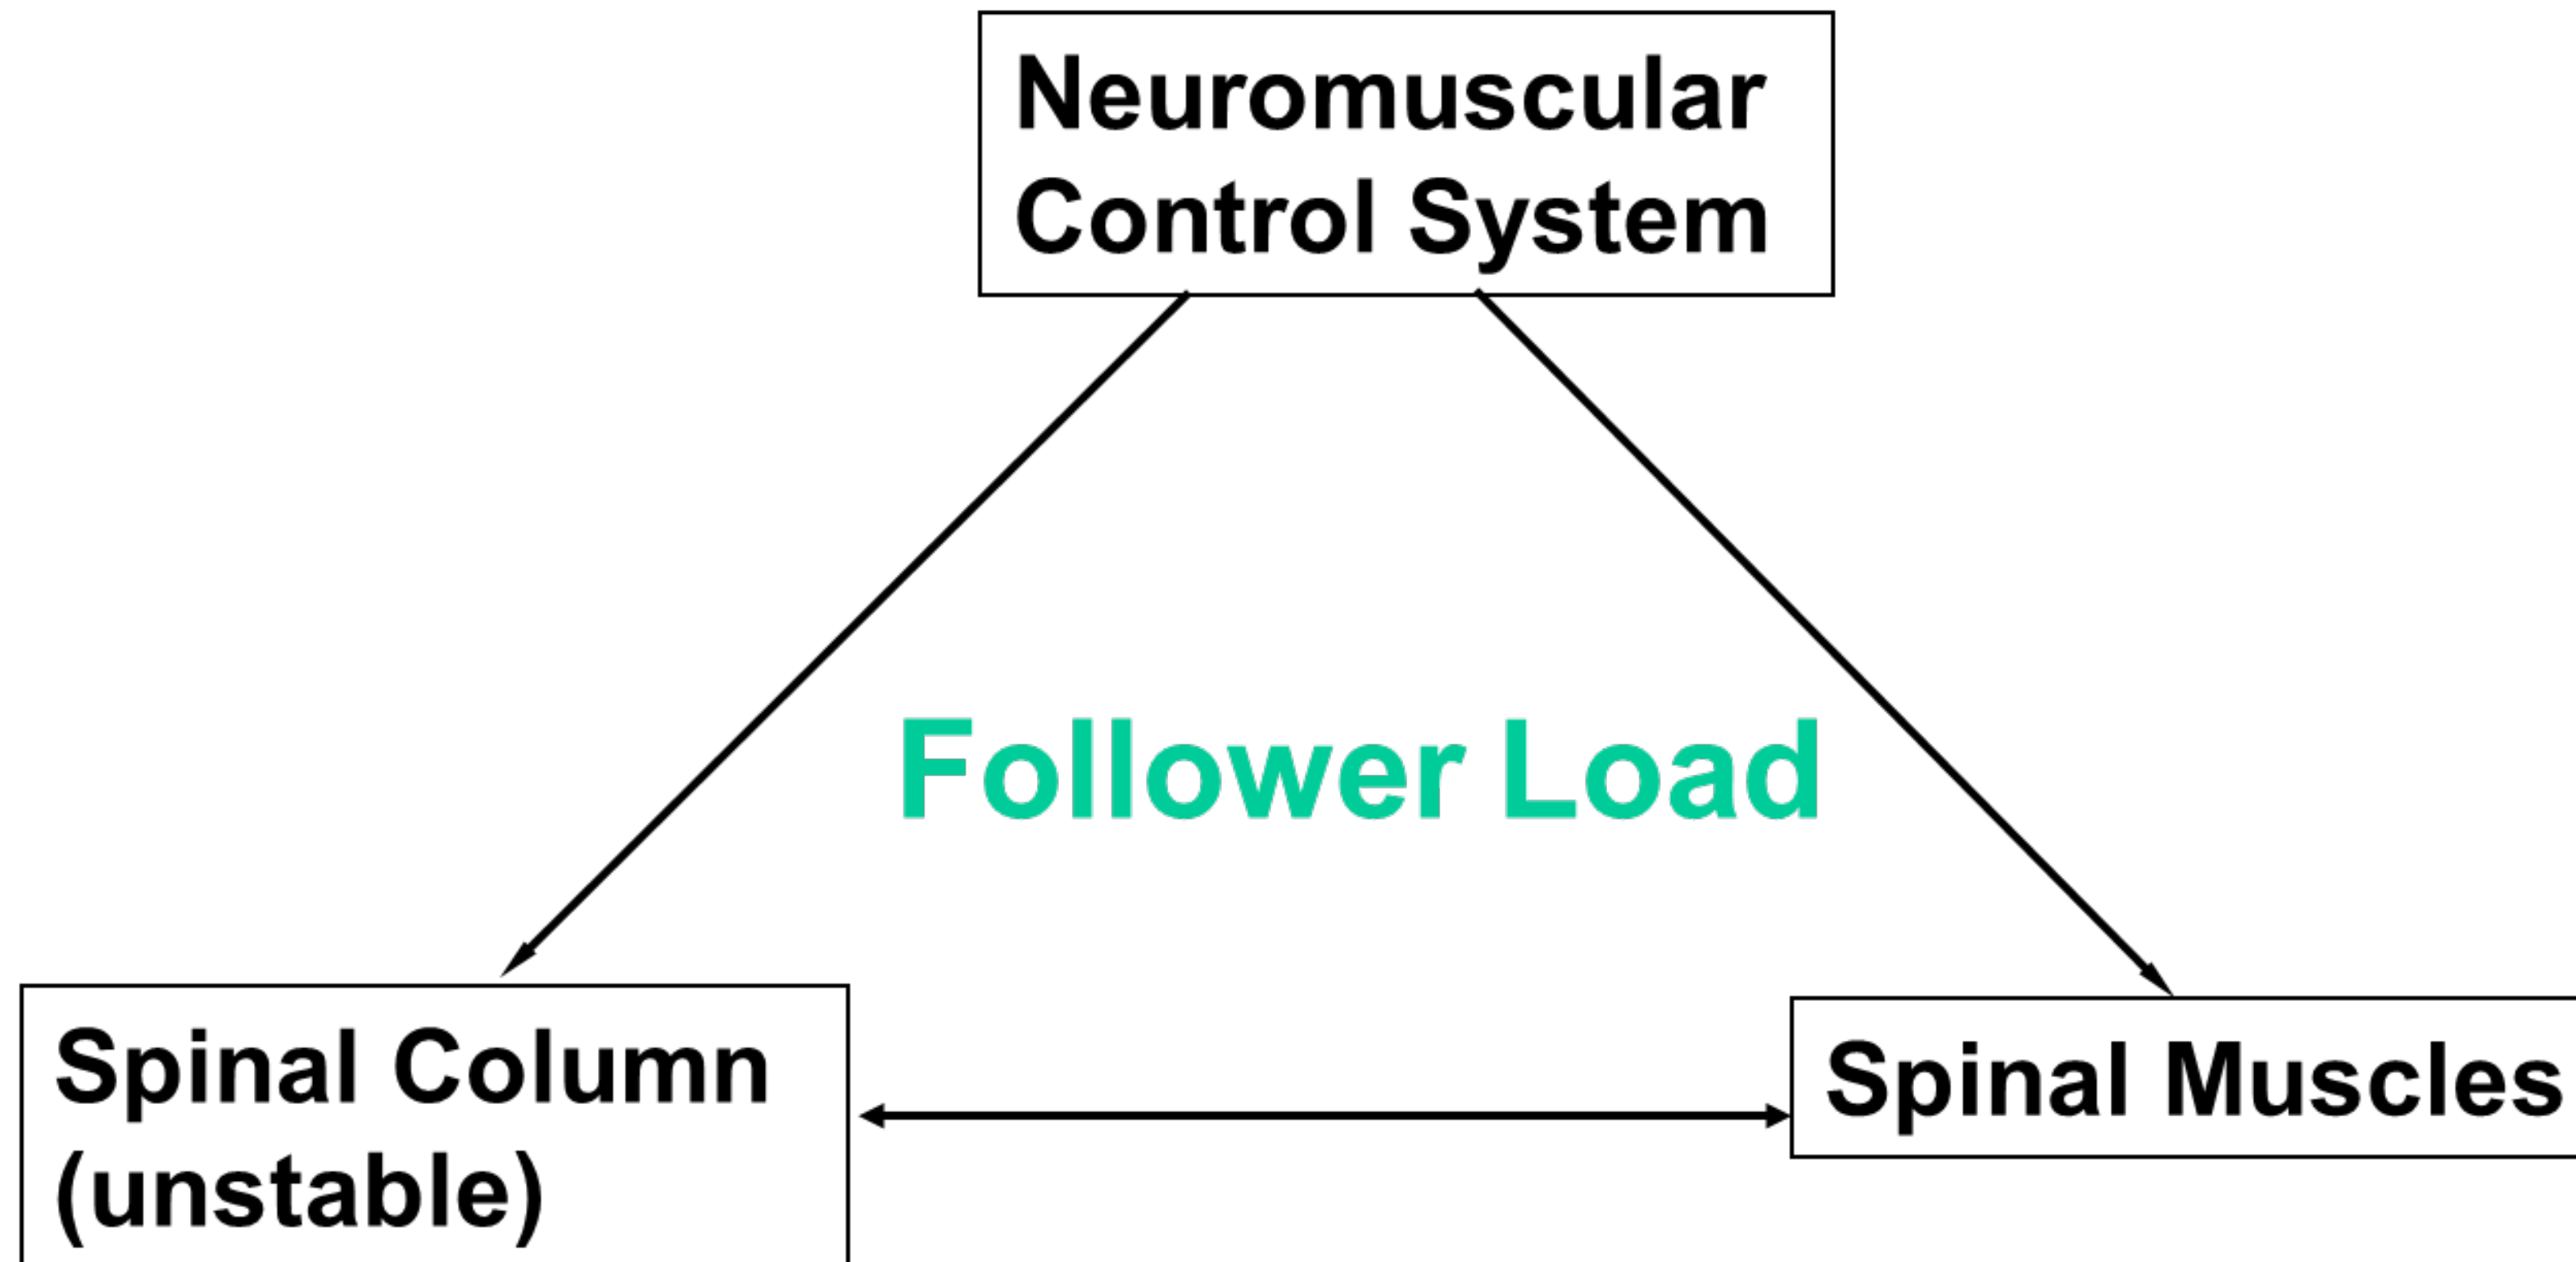 Neuromuscular
Control System
Follower Load
Spinal Column
(unstable)
Spinal Muscles